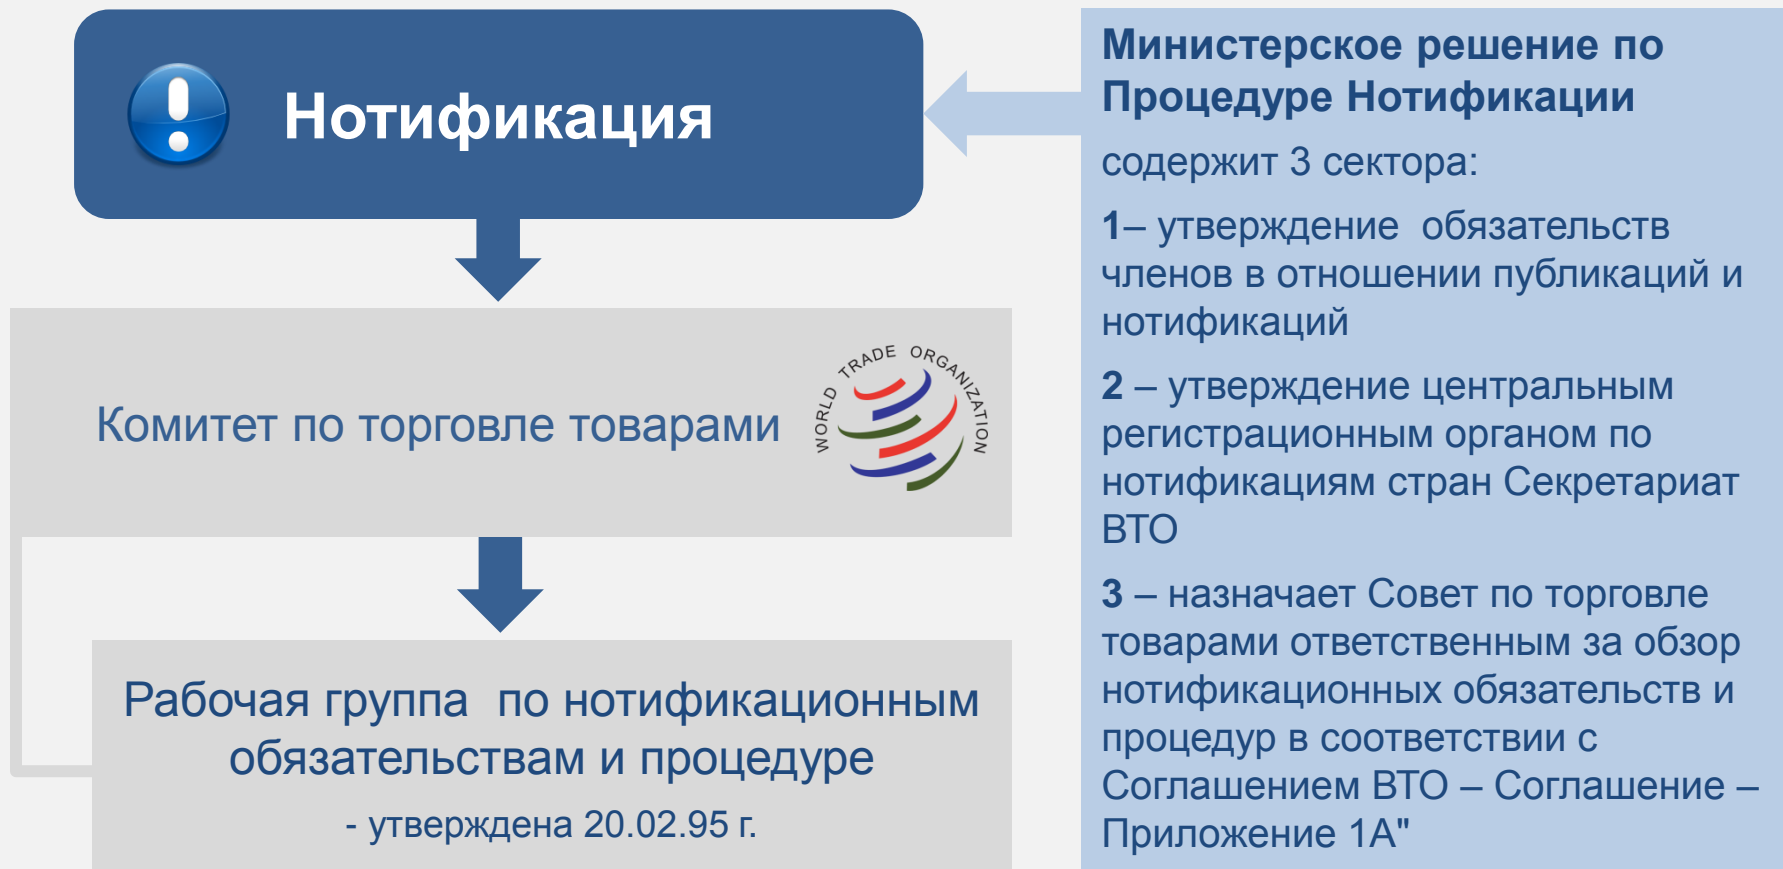 Нотификация
Комитет по торговле товарами
WORLD TRADE ORGANIZATION
Рабочая группа по нотификационным
обязательствам и процедуре
- утверждена 20.02.95 г.
Министерское решение по
Процедуре Нотификации
содержит 3 сектора:
1– утверждение обязательств
членов в отношении публикаций и
нотификаций
2 – утверждение центральным
регистрационным органом по
нотификациям стран Секретариат
ВТО
3 – назначает Совет по торговле
товарами ответственным за обзор
нотификационных обязательств и
процедур в соответствии с
Соглашением ВТО – Соглашение –
Приложение 1А"